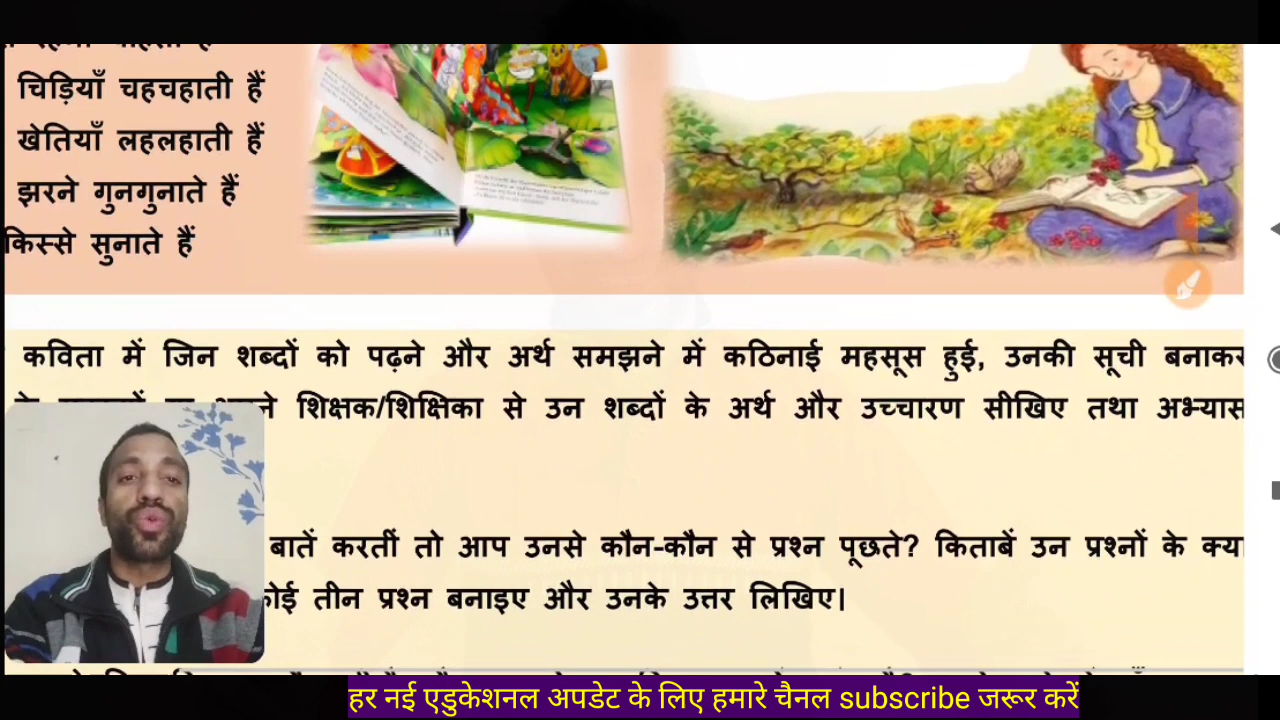 चिड़ियाँ चहचहाती हैं
खेतियाँ लहलहाती हैं
झरने गुनगुनाते हैं
किस्से सुनाते हैं
कविता में जिन शब्दों को पढ़ने और अर्थ समझने में कठिनाई महसूस हुई, उनकी सूची बनाकर
शिक्षक/शिक्षिका से उन शब्दों के अर्थ और उच्चारण सीखिए तथा अभ्यास
बातें करतीं तो आप उनसे कौन-कौन से प्रश्न पूछते? किताबें उन प्रश्नों के क्या
कोई तीन प्रश्न बनाइए और उनके उत्तर लिखिए।
हर नई एडुकेशनल अपडेट के लिए हमारे चैनल subscribe जरूर करें